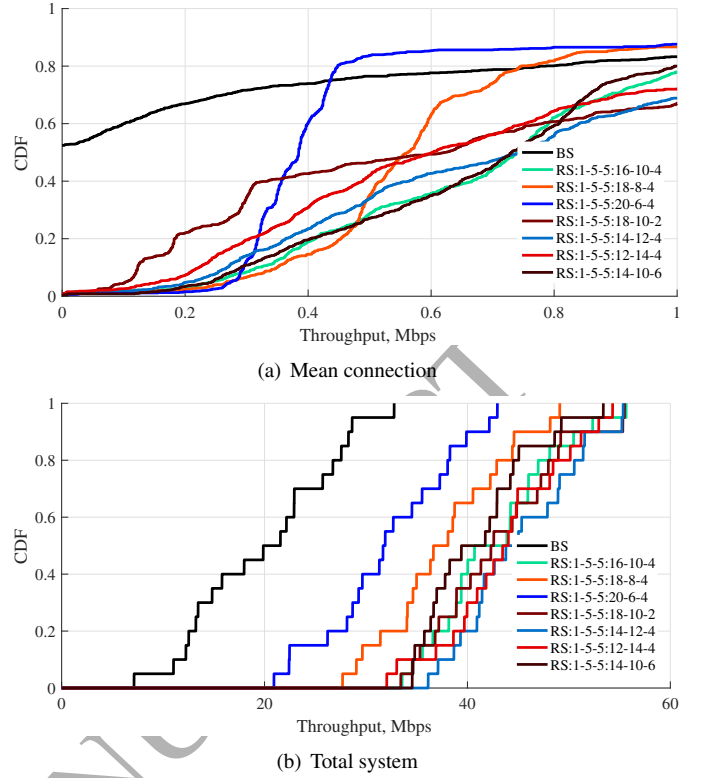 1
0.8
0.6
0.4
0.2
0
CDF
BS
RS:1-5-5:16-10-4
RS:1-5-5:18-8-4
RS:1-5-5:20-6-4
RS:1-5-5:18-10-2
RS:1-5-5:14-12-4
RS:1-5-5:12-14-4
RS:1-5-5:14-10-6
0 0.2 0.4 0.6 0.8 1
Throughput, Mbps
(a) Mean connection
1
0.8
0.6
0.4
0.2
0
CDF
BS
RS:1-5-5:16-10-4
RS:1-5-5:18-8-4
RS:1-5-5:20-6-4
RS:1-5-5:18-10-2
RS:1-5-5:14-12-4
RS:1-5-5:12-14-4
RS:1-5-5:14-10-6
0 20 40 60
Throughput, Mbps
(b) Total system